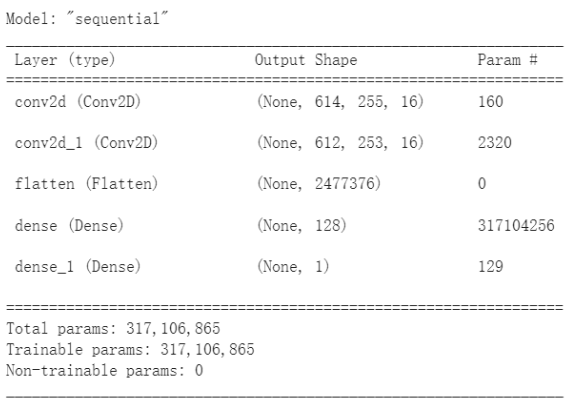 Model: "sequential"
Layer (type) Output Shape Param #
conv2d (Conv2D) (None, 614, 255, 16) 160
conv2d_1 (Conv2D) (None, 612, 253, 16) 2320
flatten (Flatten) (None, 2477376) 0
dense (Dense) (None, 128) 317104256
dense_1 (Dense) (None, 1) 129
Total params: 317,106,865
Trainable params: 317,106,865
Non-trainable params: 0